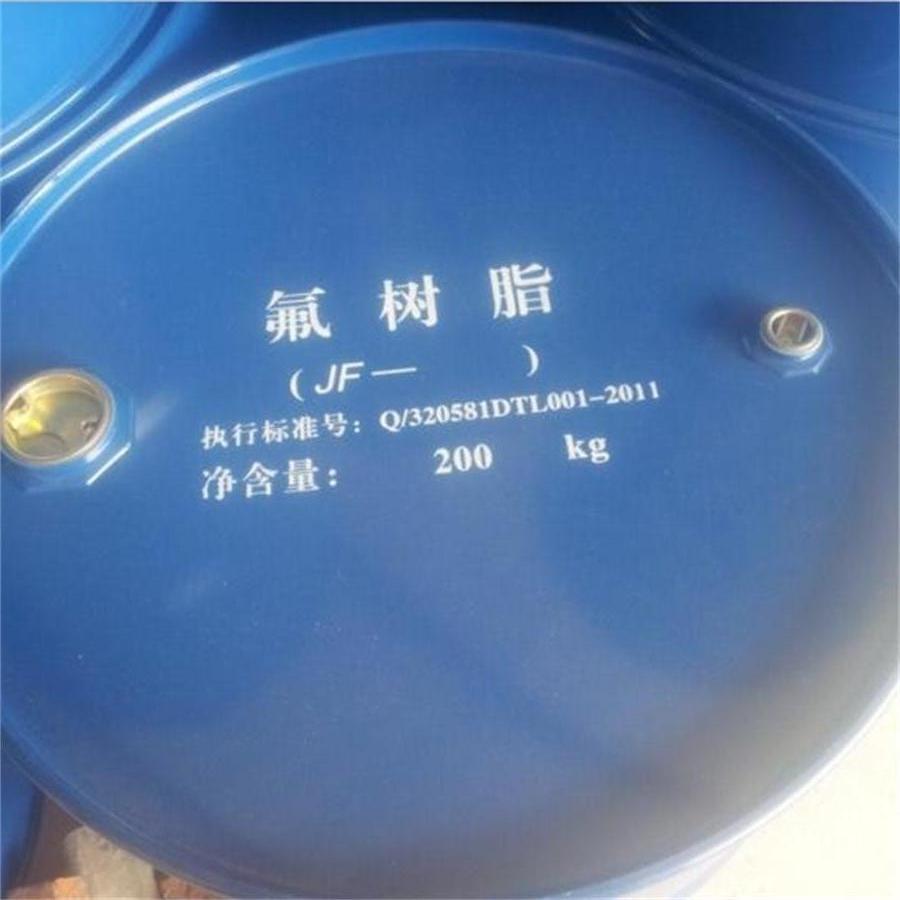 氟树脂
（JF—　　）
执行标准号：Q/320581DTL001-2011
净含量：　200　kg